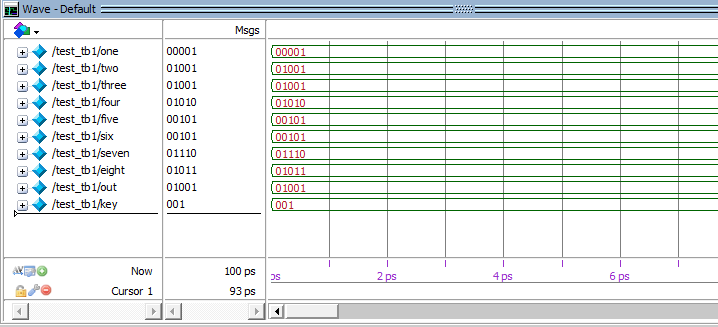 Wave - Default
Msgs
/test_tb1/one 00001 00001
/test_tb1/two 01001 01001
/test_tb1/three 01001 01001
/test_tb1/four 01010 01010
/test_tb1/five 00101 00101
/test_tb1/six 00101 00101
/test_tb1/seven 01110 01110
/test_tb1/eight 01011 01011
/test_tb1/out 01001 01001
/test_tb1/key 001 001
Now 100 ps ps 2 ps 4 ps 6 ps
Cursor 1 93 ps